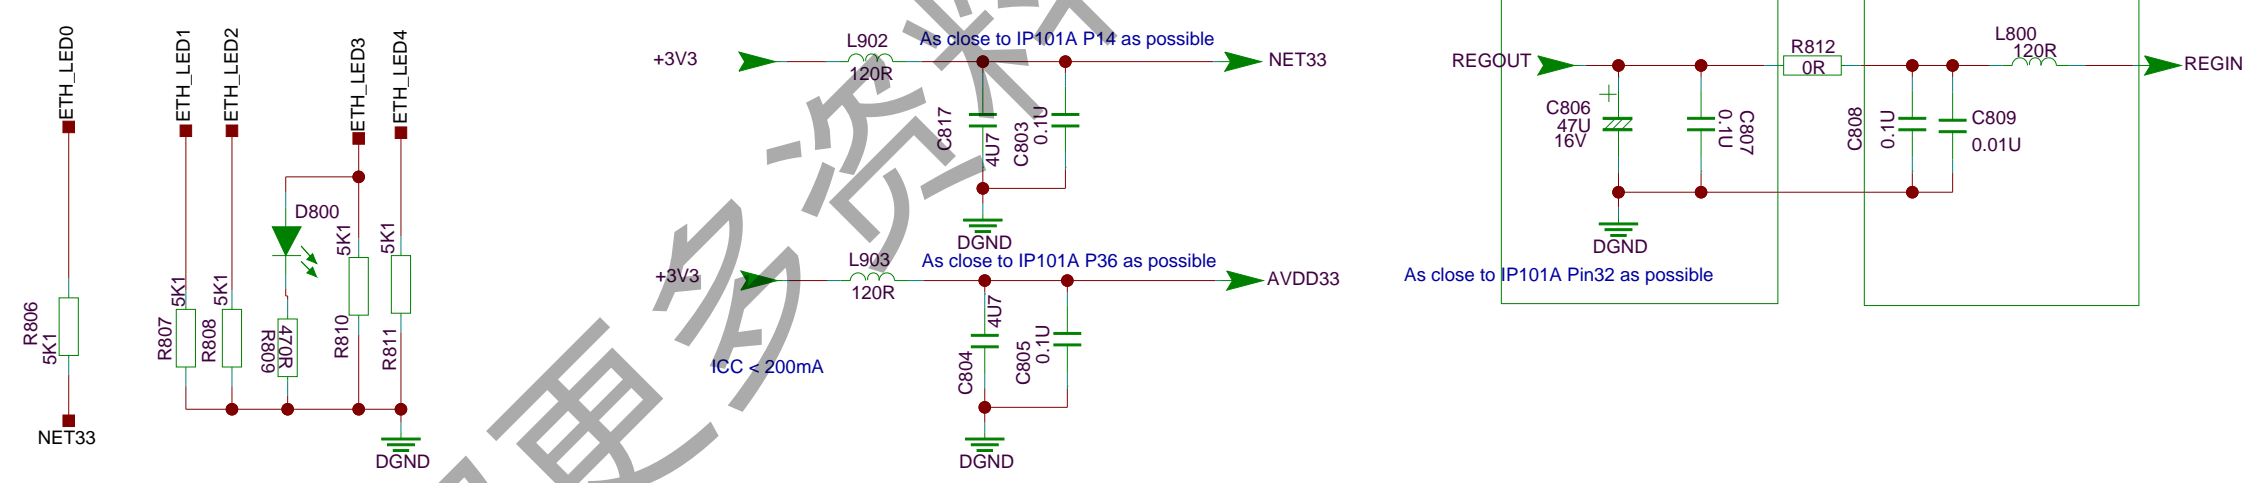 ETH_LED0
ETH_LED1
ETH_LED2
ETH_LED3
ETH_LED4
D800
R806
5K1
R807
5K1
R808
5K1
R809
470R
R810
5K1
R811
5K1
NET33
DGND
+3V3
L902
120R
As close to IP101A P14 as possible
NET33
C817
4U7
C803
0.1U
DGND
+3V3
L903
120R
As close to IP101A P36 as possible
AVDD33
ICC < 200mA
C804
4U7
C805
0.1U
DGND
REGOUT
R812
0R
L800
120R
REGIN
C806
47U
16V
C807
0.1U
C808
0.1U
C809
0.01U
DGND
As close to IP101A Pin32 as possible
更多资料